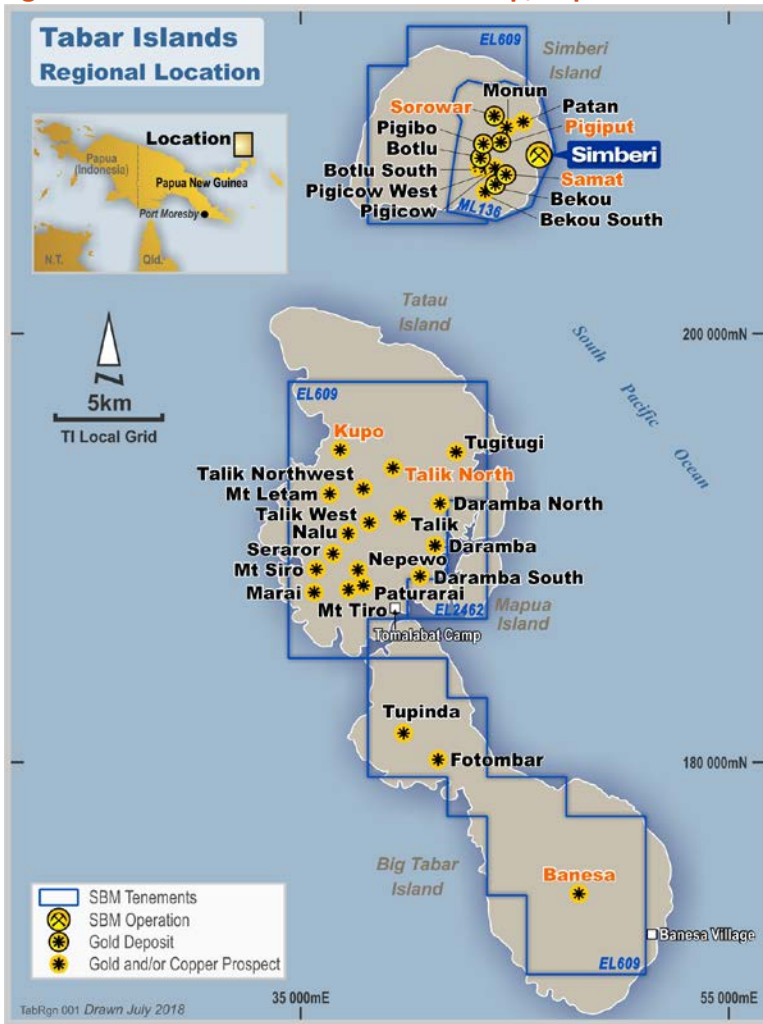 Tabar Islands
Regional Location
EL609
Simberi
Island
Monun
Sorowar
Patan
Pigibo
Pigiput
Botlu
Simberi
Botlu South
Samat
Pigicow West
Bekou
Pigicow
ML136
Bekou South
Location
Papua
(Indonesia)
Papua New Guinea
Port Moresby
N.T.
Qld.
Tatau
Island
200 000mN
South Pacific Ocean
N
5km
TI Local Grid
EL609
Kupo
Tugitugi
Talik Northwest
Talik North
Mt Letam
Daramba North
Talik West
Talik
Nalu
Seraror
Daramba
Nepewo
Mt Siro
Daramba South
Marai
Paturarai
Mt Tiro
EL2462
Mapua
Island
Tomalabat Camp
Tupinda
Fotombar
180 000mN
Big Tabar
Island
Banesa
Banesa Village
EL609
SBM Tenements
SBM Operation
Gold Deposit
Gold and/or Copper Prospect
TabRgn 001 Drawn July 2018
35 000mE
55 000mE